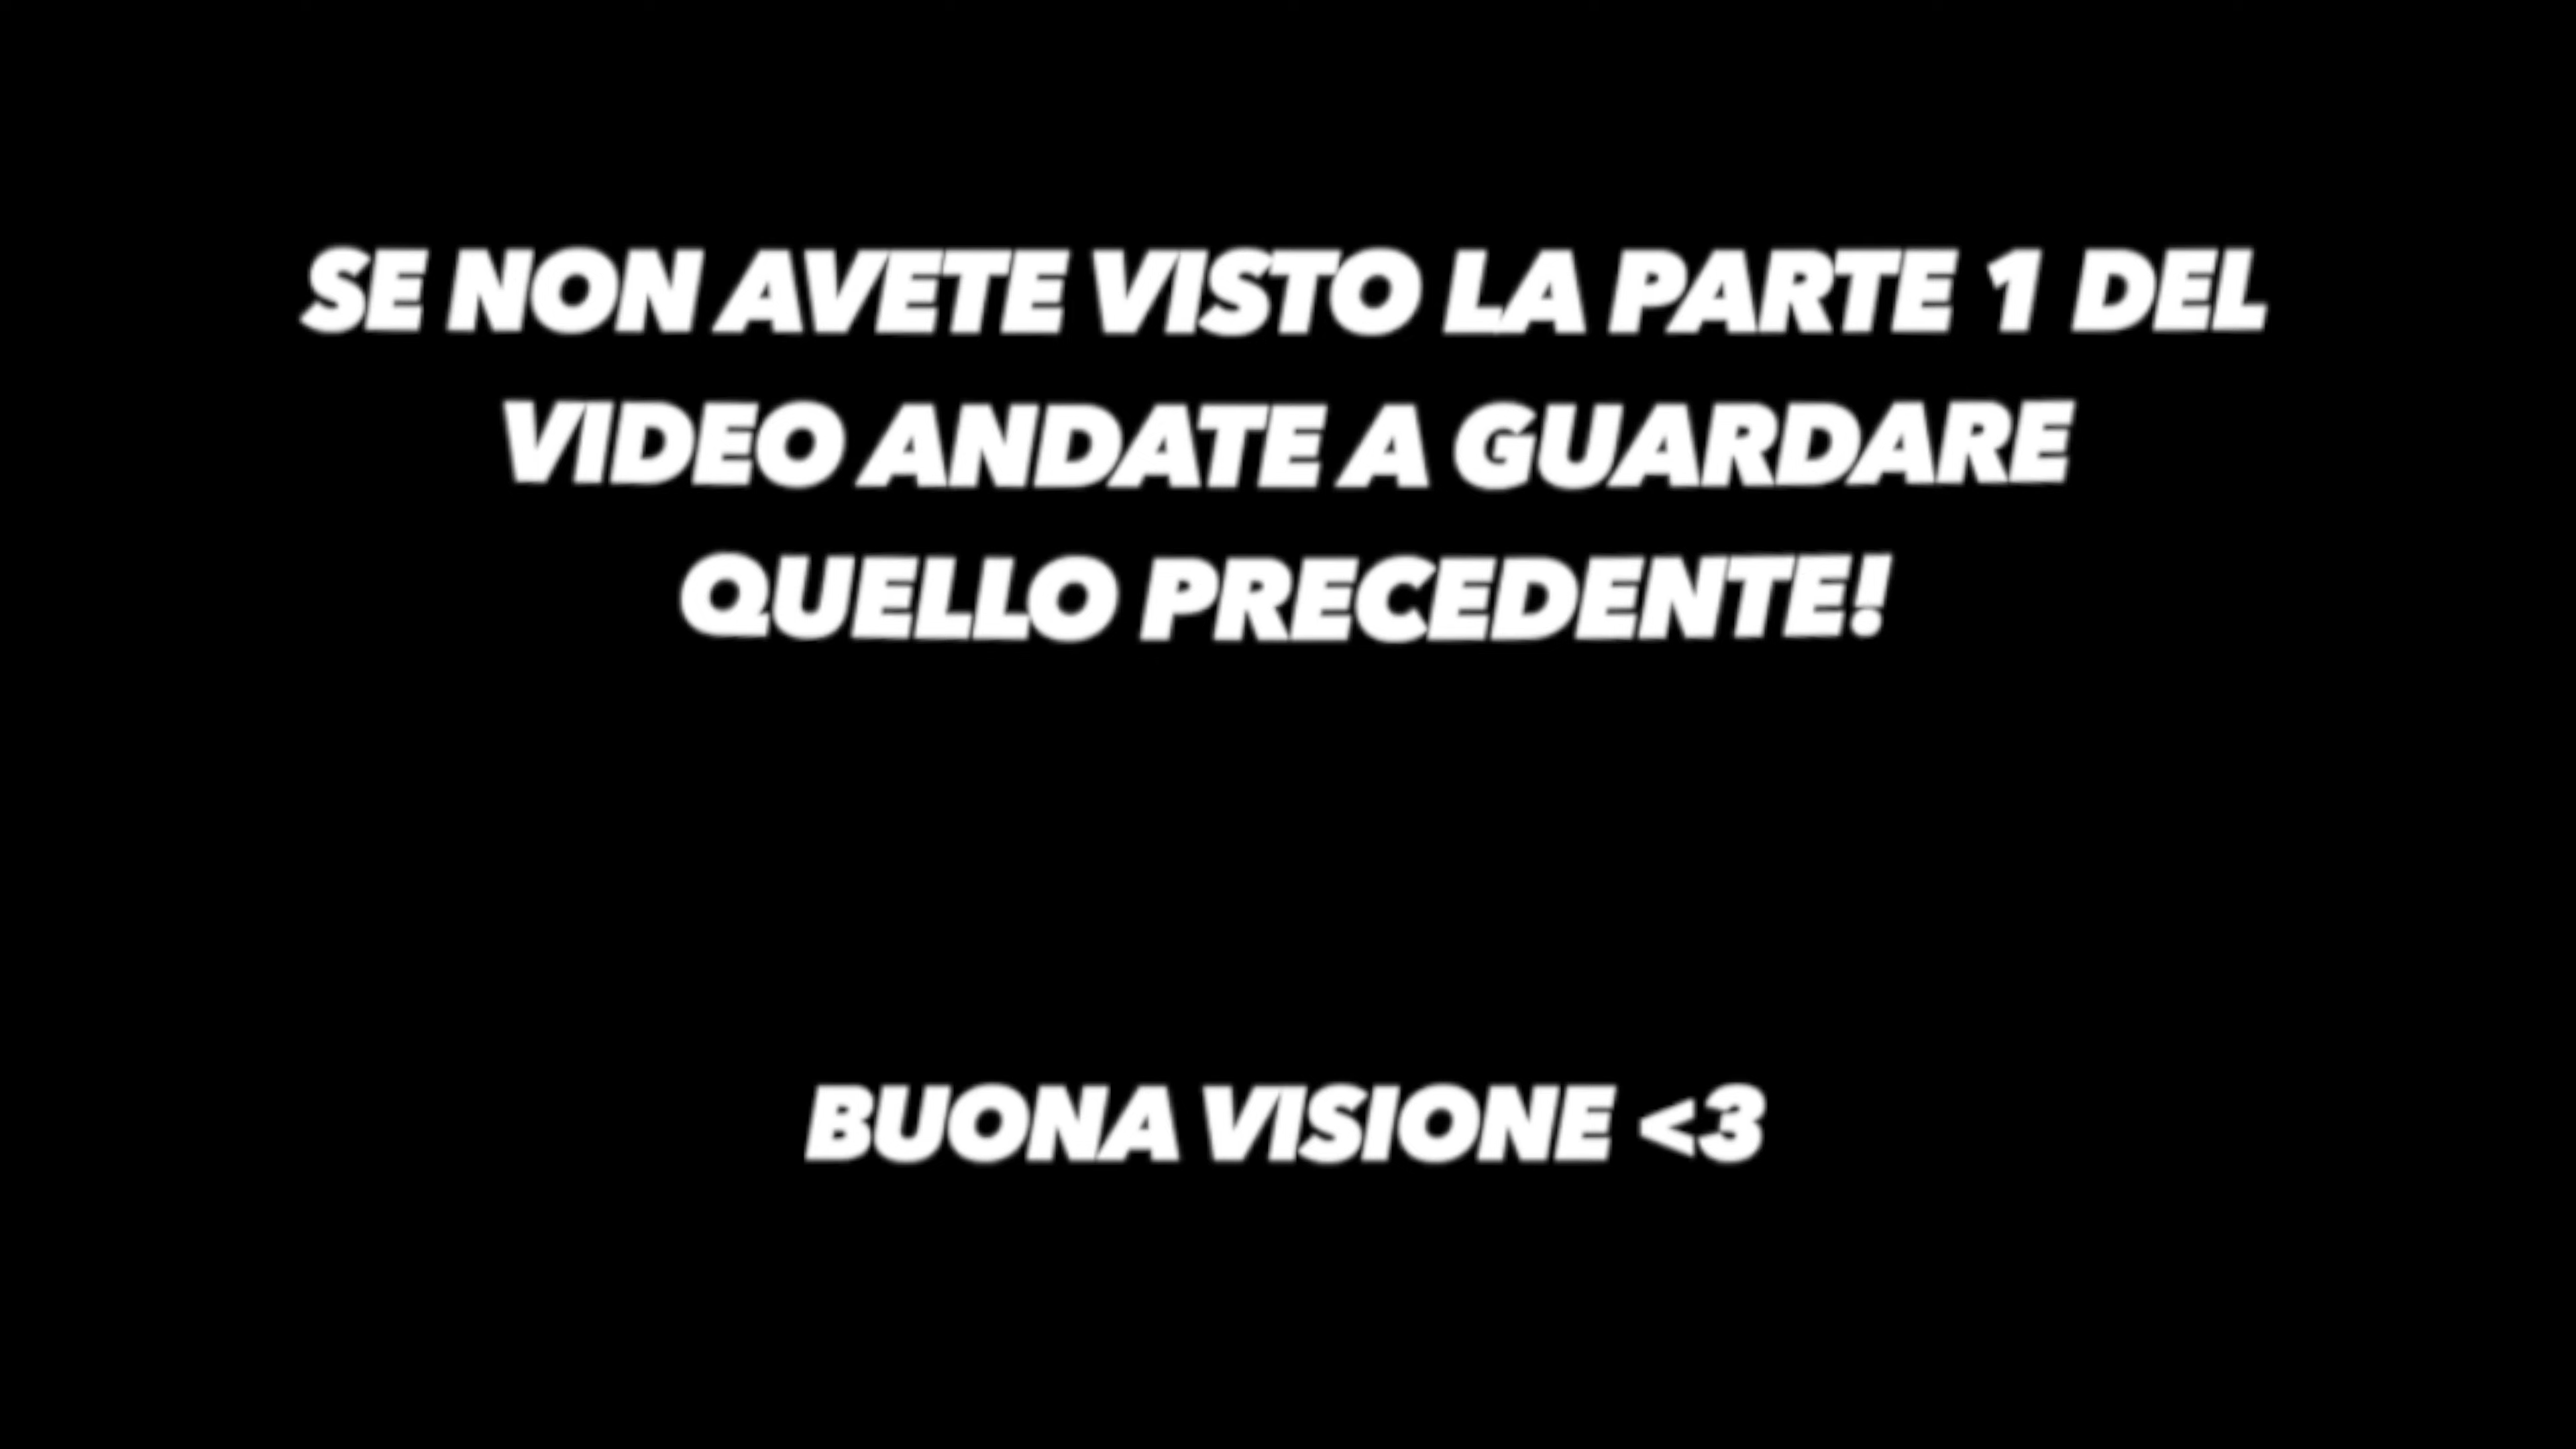 SE NON AVETE VISTO LA PARTE 1 DEL
VIDEO ANDATE A GUARDARE
QUELLO PRECEDENTE!
BUONA VISIONE <3